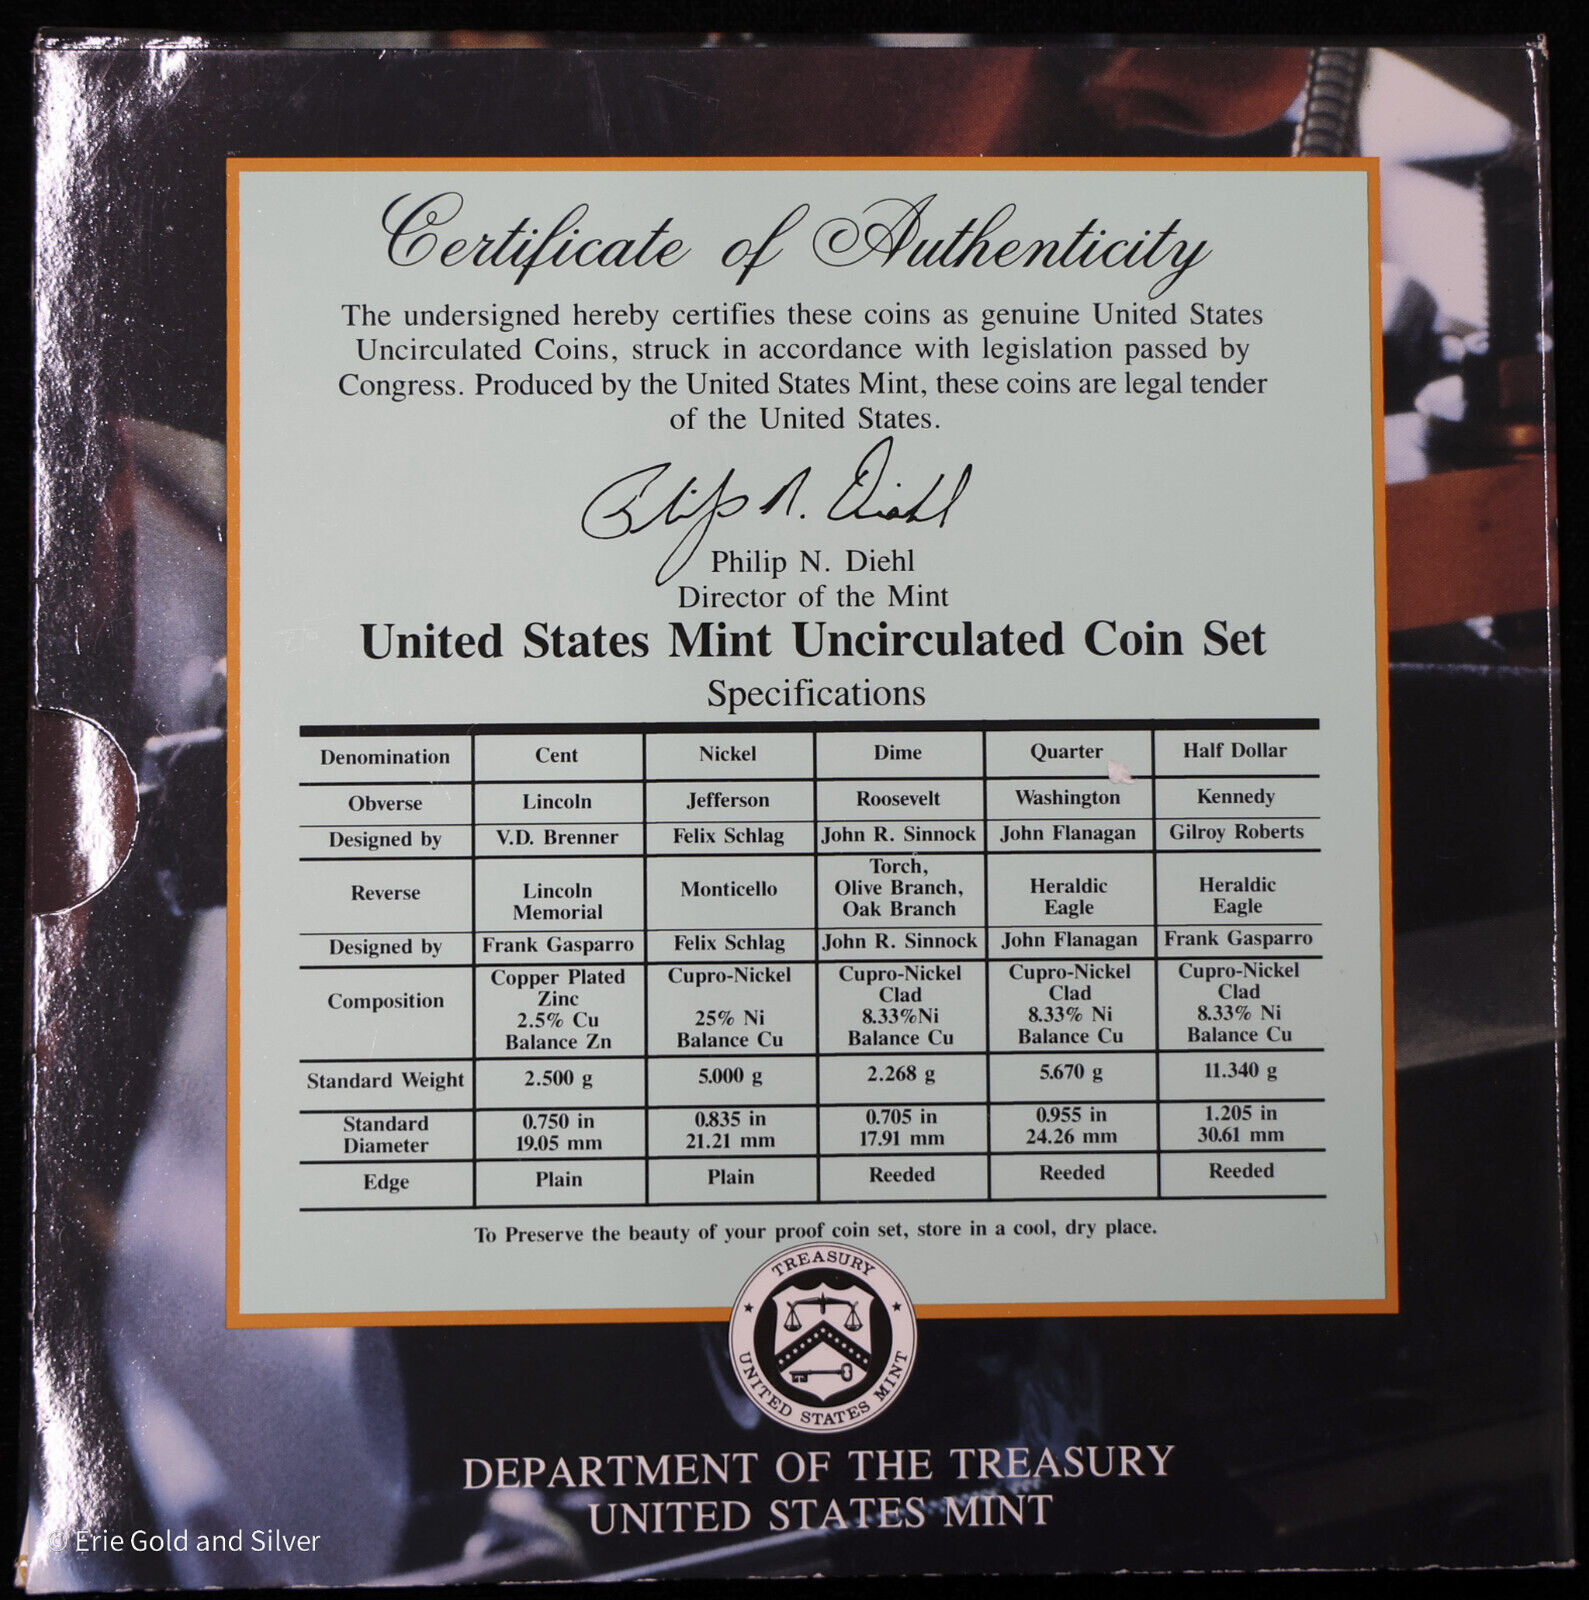 Certificate of Authenticity
The undersigned hereby certifies these coins as genuine United States
Uncirculated Coins, struck in accordance with legislation passed by
Congress. Produced by the United States Mint, these coins are legal tender
of the United States.
Philip N. Diehl
Philip N. Diehl
Director of the Mint
United States Mint Uncirculated Coin Set
Specifications
Denomination Cent Nickel Dime Quarter Half Dollar
Obverse Lincoln Jefferson Roosevelt Washington Kennedy
Designed by V.D. Brenner Felix Schlag John R. Sinnock John Flanagan Gilroy Roberts
Reverse Lincoln Memorial Monticello Torch, Olive Branch, Oak Branch Heraldic Eagle Heraldic Eagle
Designed by Frank Gasparro Felix Schlag John R. Sinnock John Flanagan Frank Gasparro
Composition Copper Plated Zinc 2.5% Cu Balance Zn Cupro-Nickel 25% Ni Balance Cu Cupro-Nickel Clad 8.33%Ni Balance Cu Cupro-Nickel Clad 8.33% Ni Balance Cu Cupro-Nickel Clad 8.33% Ni Balance Cu
Standard Weight 2.500 g 5.000 g 2.268 g 5.670 g 11.340 g
Standard Diameter 0.750 in 19.05 mm 0.835 in 21.21 mm 0.705 in 17.91 mm 0.955 in 24.26 mm 1.205 in 30.61 mm
Edge Plain Plain Reeded Reeded Reeded
To Preserve the beauty of your proof coin set, store in a cool, dry place.
TREASURY
UNITED STATES MINT
DEPARTMENT OF THE TREASURY
UNITED STATES MINT
© Erie Gold and Silver